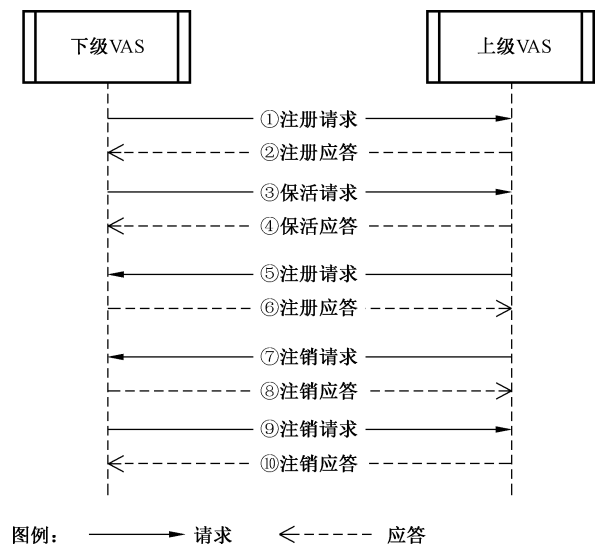 下级VAS 上级VAS
①注册请求
②注册应答
③保活请求
④保活应答
⑤注册请求
⑥注册应答
⑦注销请求
⑧注销应答
⑨注销请求
⑩注销应答
图例： 请求 应答